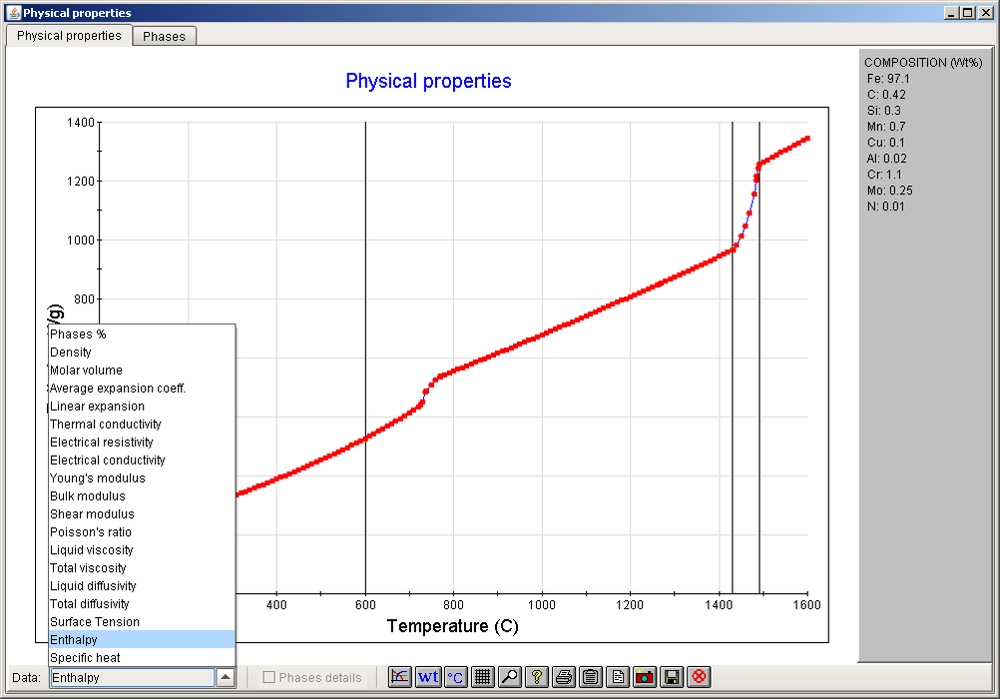 Physical properties
Physical properties
Phases
Physical properties
COMPOSITION (Wt%)
Fe: 97.1
C: 0.42
Si: 0.3
Mn: 0.7
Cu: 0.1
Al: 0.02
Cr: 1.1
Mo: 0.25
N: 0.01
1400
1200
1000
800
/g)
Phases %
Density
Molar volume
Average expansion coeff.
Linear expansion
Thermal conductivity
Electrical resistivity
Electrical conductivity
Young's modulus
Bulk modulus
Shear modulus
Poisson's ratio
Liquid viscosity
Total viscosity
Liquid diffusivity
Total diffusivity
Surface Tension
Enthalpy
Specific heat
400 600 800 1000 1200 1400 1600
Temperature (C)
Data: Enthalpy
Phases details
wt
°C
?